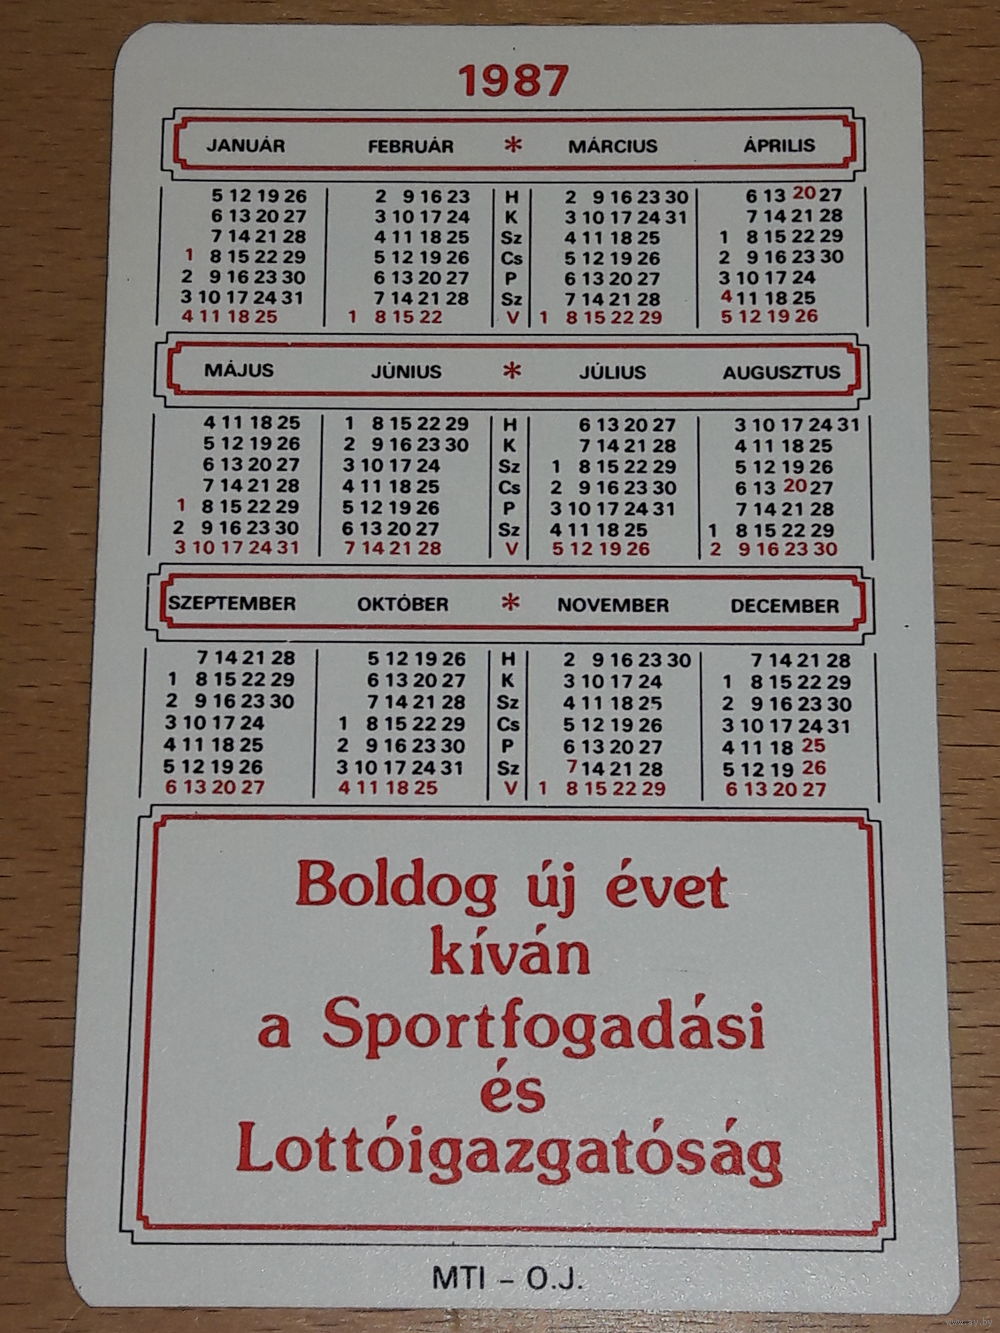 1987
JANUÁR FEBRUÁR * MÁRCIUS ÁPRILIS
5 12 19 26 2 9 16 23 H 2 9 16 23 30 6 13 20 27
6 13 20 27 3 10 17 24 K 3 10 17 24 31 7 14 21 28
7 14 21 28 4 11 18 25 Sz 4 11 18 25 1 8 15 22 29
1 8 15 22 29 5 12 19 26 Cs 5 12 19 26 2 9 16 23 30
2 9 16 23 30 6 13 20 27 P 6 13 20 27 3 10 17 24
3 10 17 24 31 7 14 21 28 Sz 7 14 21 28 4 11 18 25
4 11 18 25 1 8 15 22 V 1 8 15 22 29 5 12 19 26
MÁJUS JÚNIUS * JÚLIUS AUGUSZTUS
4 11 18 25 1 8 15 22 29 H 6 13 20 27 3 10 17 24 31
5 12 19 26 2 9 16 23 30 K 7 14 21 28 4 11 18 25
6 13 20 27 3 10 17 24 Sz 1 8 15 22 29 5 12 19 26
7 14 21 28 4 11 18 25 Cs 2 9 16 23 30 6 13 20 27
1 8 15 22 29 5 12 19 26 P 3 10 17 24 31 7 14 21 28
2 9 16 23 30 6 13 20 27 Sz 4 11 18 25 1 8 15 22 29
3 10 17 24 31 7 14 21 28 V 5 12 19 26 2 9 16 23 30
SZEPTEMBER OKTÓBER * NOVEMBER DECEMBER
7 14 21 28 5 12 19 26 H 2 9 16 23 30 7 14 21 28
1 8 15 22 29 6 13 20 27 K 3 10 17 24 1 8 15 22 29
2 9 16 23 30 7 14 21 28 Sz 4 11 18 25 2 9 16 23 30
3 10 17 24 1 8 15 22 29 Cs 5 12 19 26 3 10 17 24 31
4 11 18 25 2 9 16 23 30 P 6 13 20 27 4 11 18 25
5 12 19 26 3 10 17 24 31 Sz 7 14 21 28 5 12 19 26
6 13 20 27 4 11 18 25 V 1 8 15 22 29 6 13 20 27
Boldog új évet
kíván
a Sportfogadási
és
Lottóigazgatóság
MTI – O.J.
www.ay.by